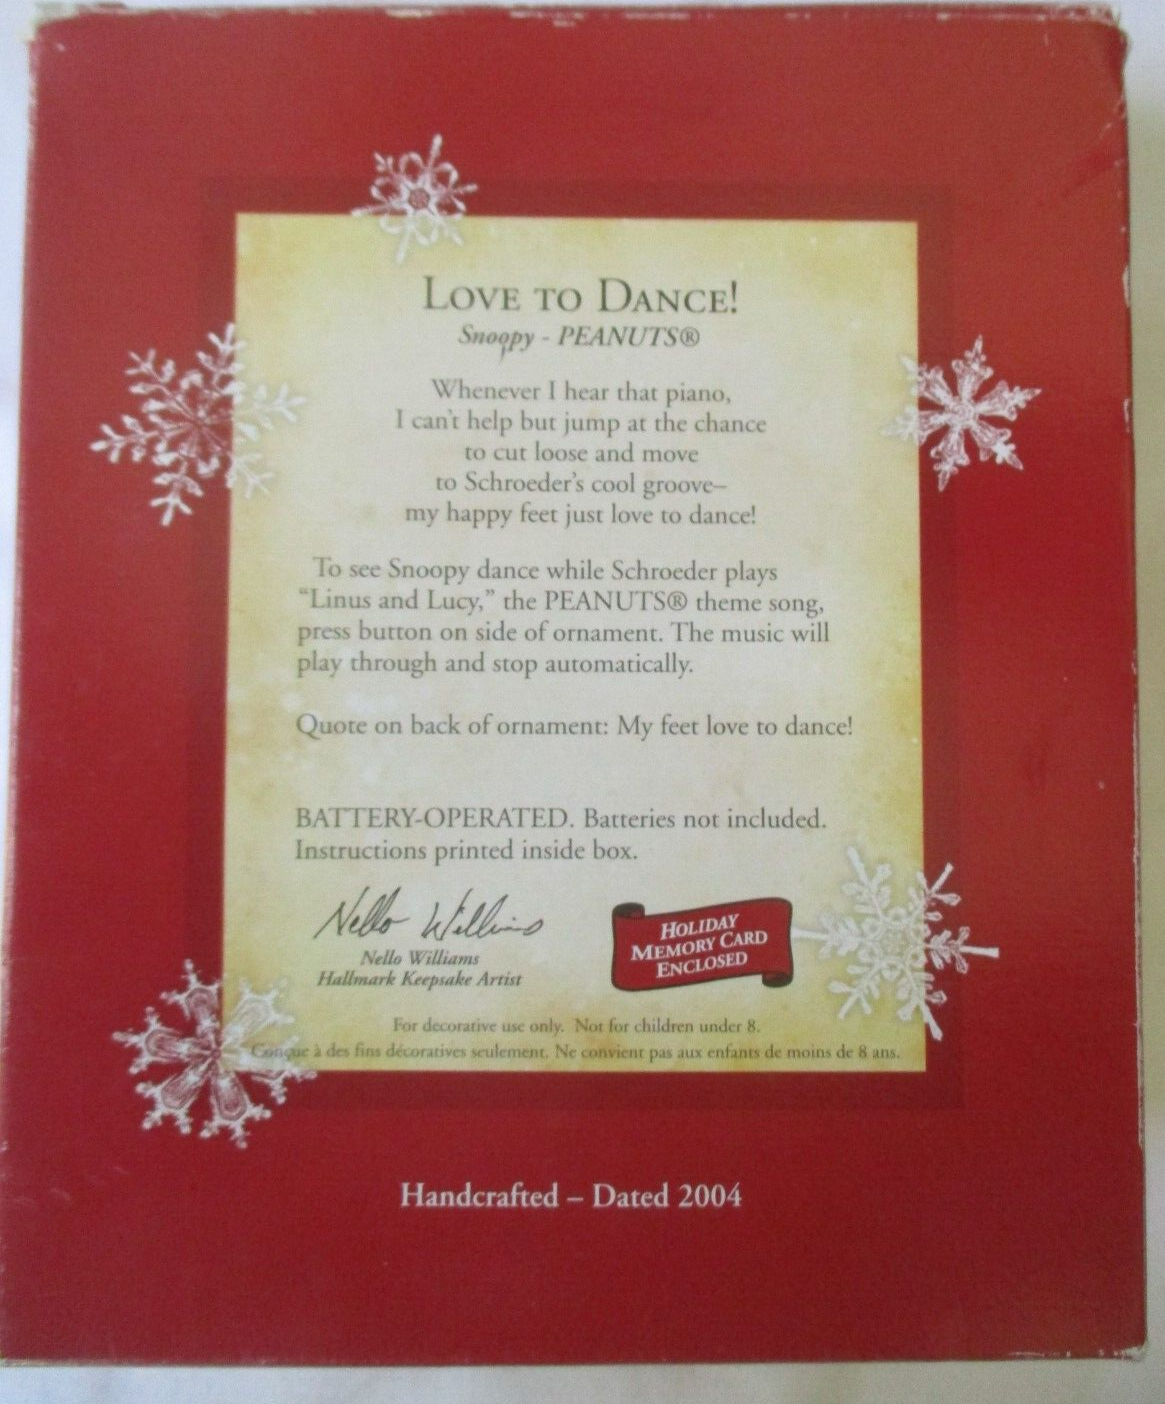 LOVE TO DANCE!
Snoopy - PEANUTS®
Whenever I hear that piano,
I can't help but jump at the chance
to cut loose and move
to Schroeder's cool groove–
my happy feet just love to dance!
To see Snoopy dance while Schroeder plays
“Linus and Lucy,” the PEANUTS® theme song,
press button on side of ornament. The music will
play through and stop automatically.
Quote on back of ornament: My feet love to dance!
BATTERY-OPERATED. Batteries not included.
Instructions printed inside box.
Nello Williams
Nello Williams
Hallmark Keepsake Artist
HOLIDAY
MEMORY CARD
ENCLOSED
For decorative use only. Not for children under 8.
Conçue à des fins décoratives seulement. Ne convient pas aux enfants de moins de 8 ans.
Handcrafted – Dated 2004